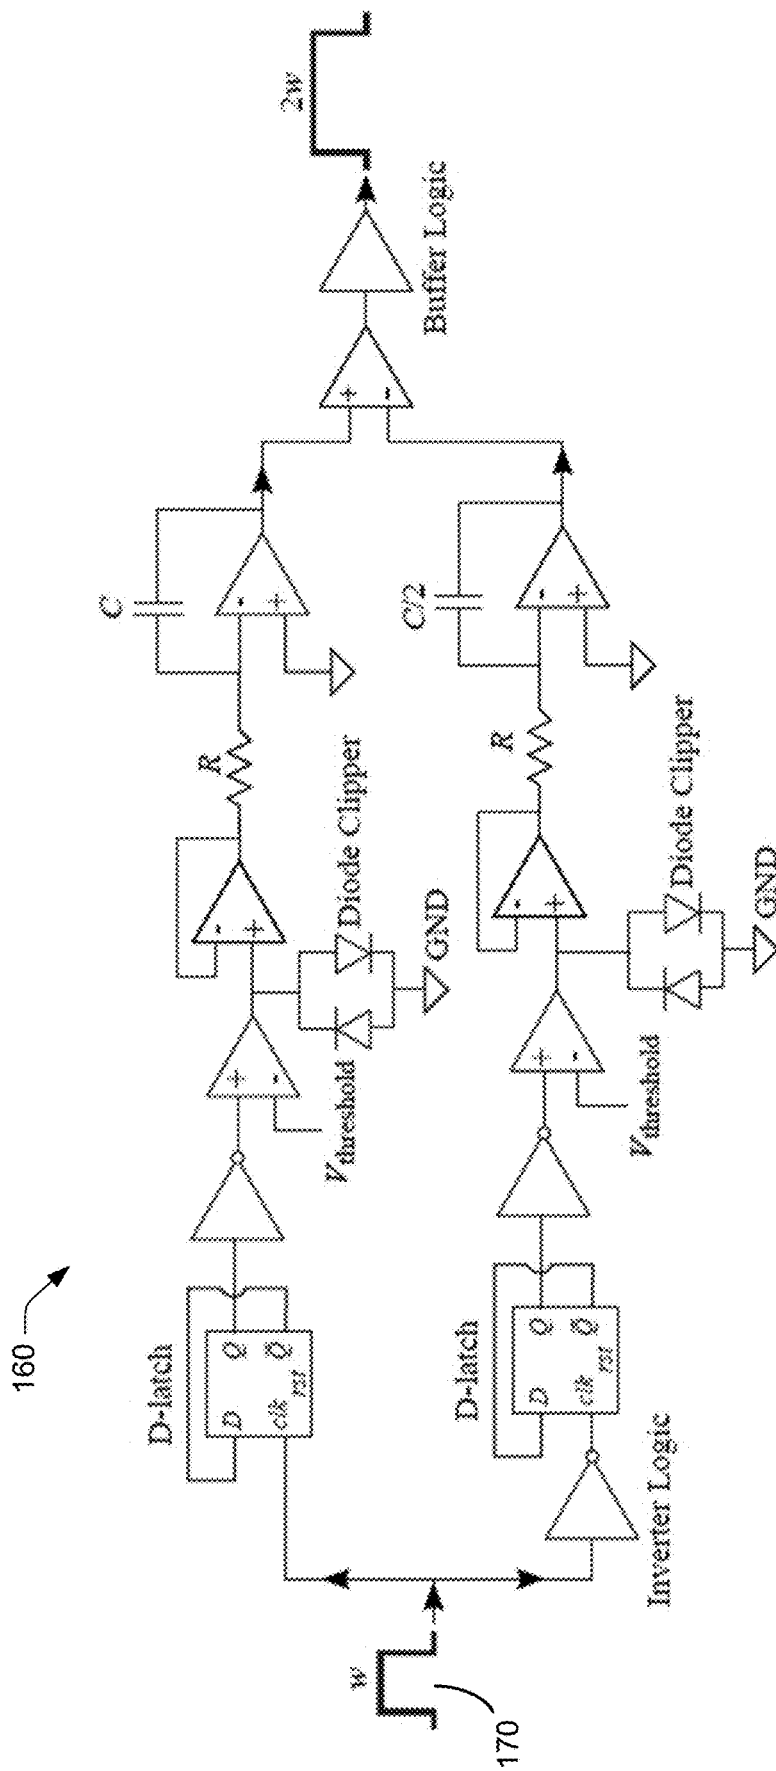 160
170
w
D-latch
D
Q
clk
Q̄
rst
Vthreshold
Diode Clipper
GND
R
C
+
-
2w
Buffer Logic
Inverter Logic
D-latch
D
Q
clk
Q̄
rst
Vthreshold
Diode Clipper
GND
R
C/2